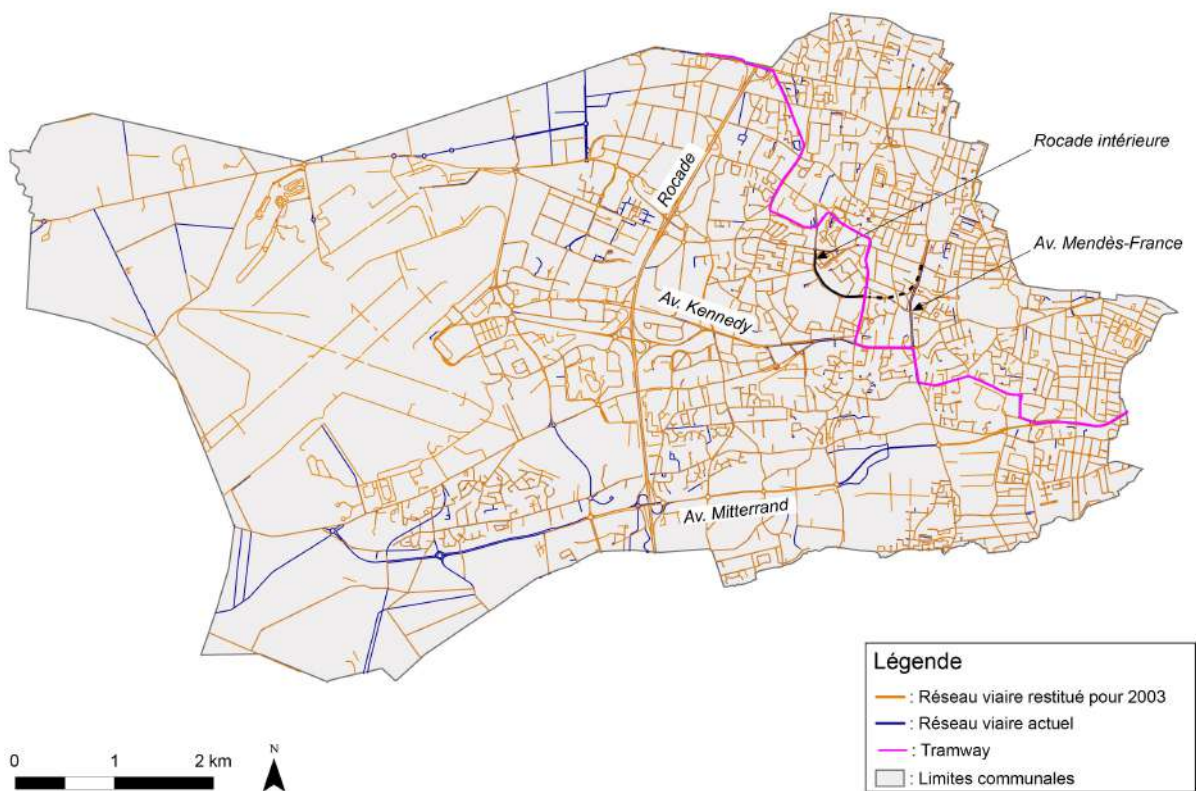 Rocade intérieure
Rocade
Av. Mendès-France
Av. Kennedy
Av. Mitterrand
Légende
: Réseau viaire restitué pour 2003
: Réseau viaire actuel
: Tramway
: Limites communales
0 1 2 km
N